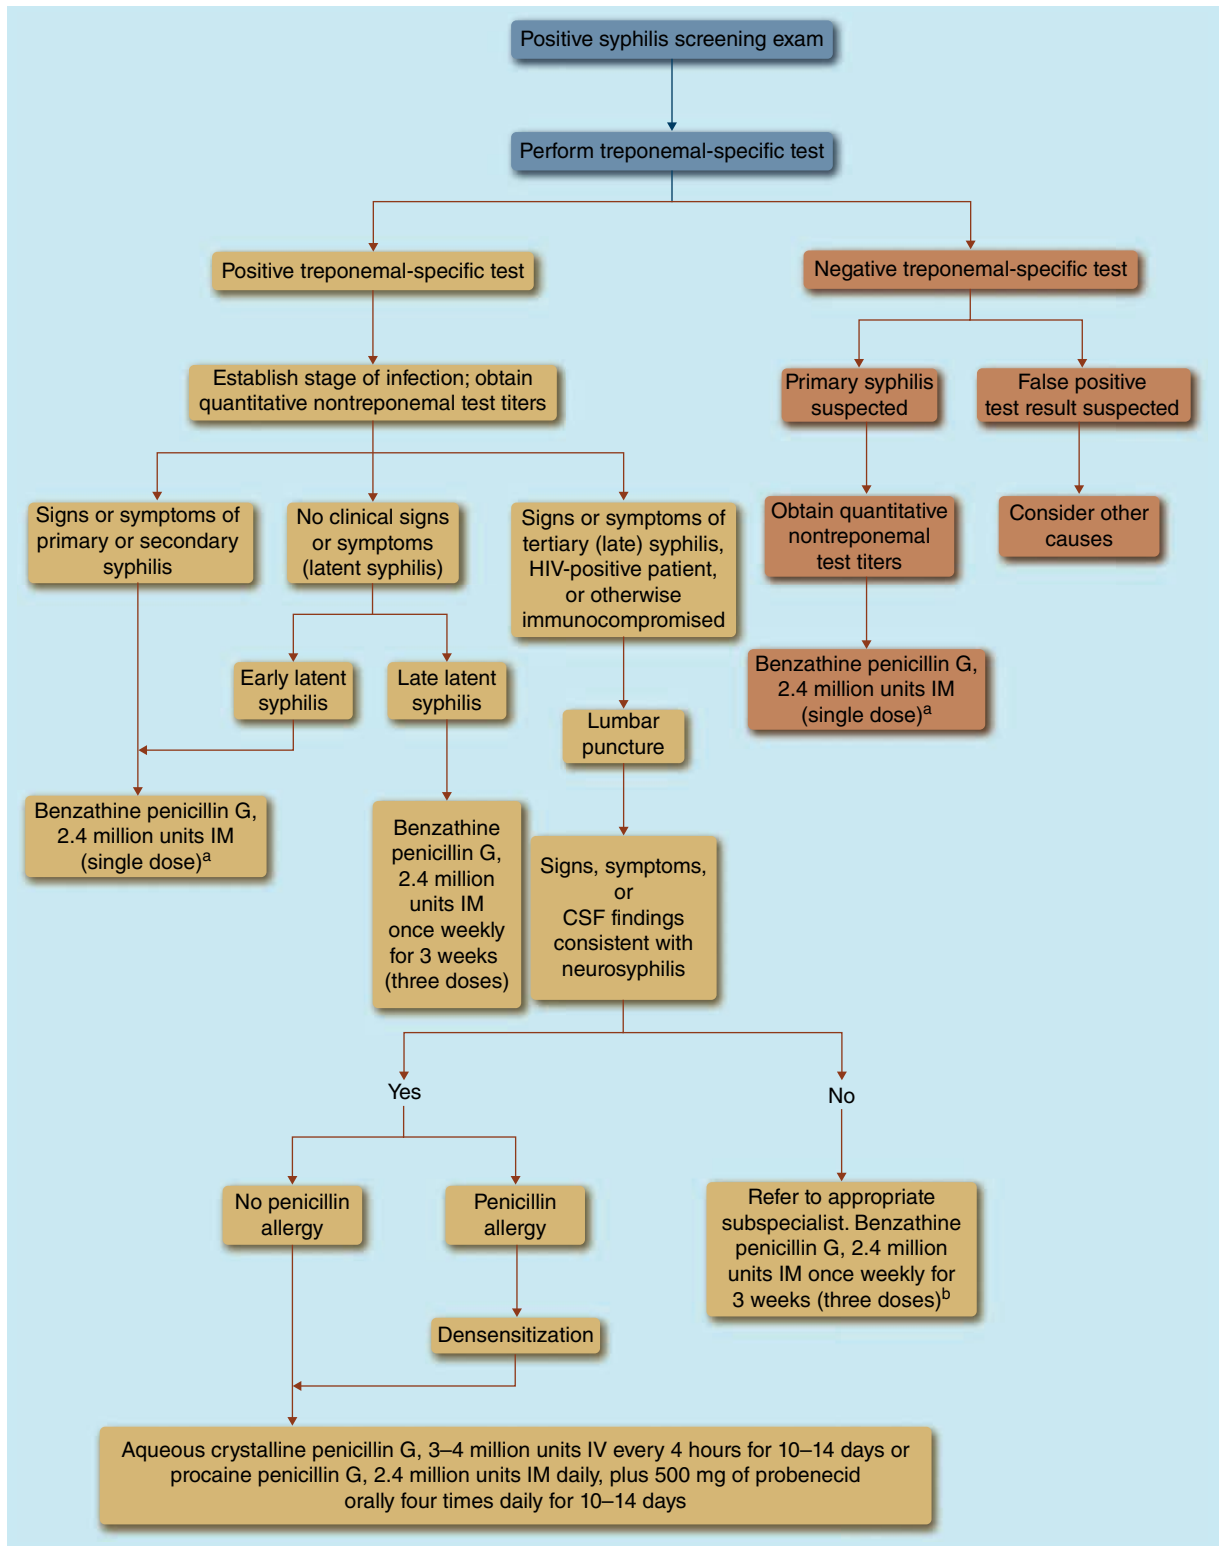 Positive syphilis screening exam
Perform treponemal-specific test
Positive treponemal-specific test
Negative treponemal-specific test
Establish stage of infection; obtain
quantitative nontreponemal test titers
Primary syphilis
suspected
False positive
test result suspected
Signs or symptoms of
primary or secondary
syphilis
No clinical signs
or symptoms
(latent syphilis)
Signs or symptoms of
tertiary (late) syphilis,
HIV-positive patient,
or otherwise
immunocompromised
Obtain quantitative
nontreponemal
test titers
Consider other
causes
Early latent
syphilis
Late latent
syphilis
Lumbar
puncture
Benzathine penicillin G,
2.4 million units IM
(single dose)a
Benzathine penicillin G,
2.4 million units IM
(single dose)a
Benzathine
penicillin G,
2.4 million
units IM
once weekly
for 3 weeks
(three doses)
Signs, symptoms,
or
CSF findings
consistent with
neurosyphilis
Yes
No
No penicillin
allergy
Penicillin
allergy
Refer to appropriate
subspecialist. Benzathine
penicillin G, 2.4 million
units IM once weekly for
3 weeks (three doses)b
Densensitization
Aqueous crystalline penicillin G, 3–4 million units IV every 4 hours for 10–14 days or
procaine penicillin G, 2.4 million units IM daily, plus 500 mg of probenecid
orally four times daily for 10–14 days